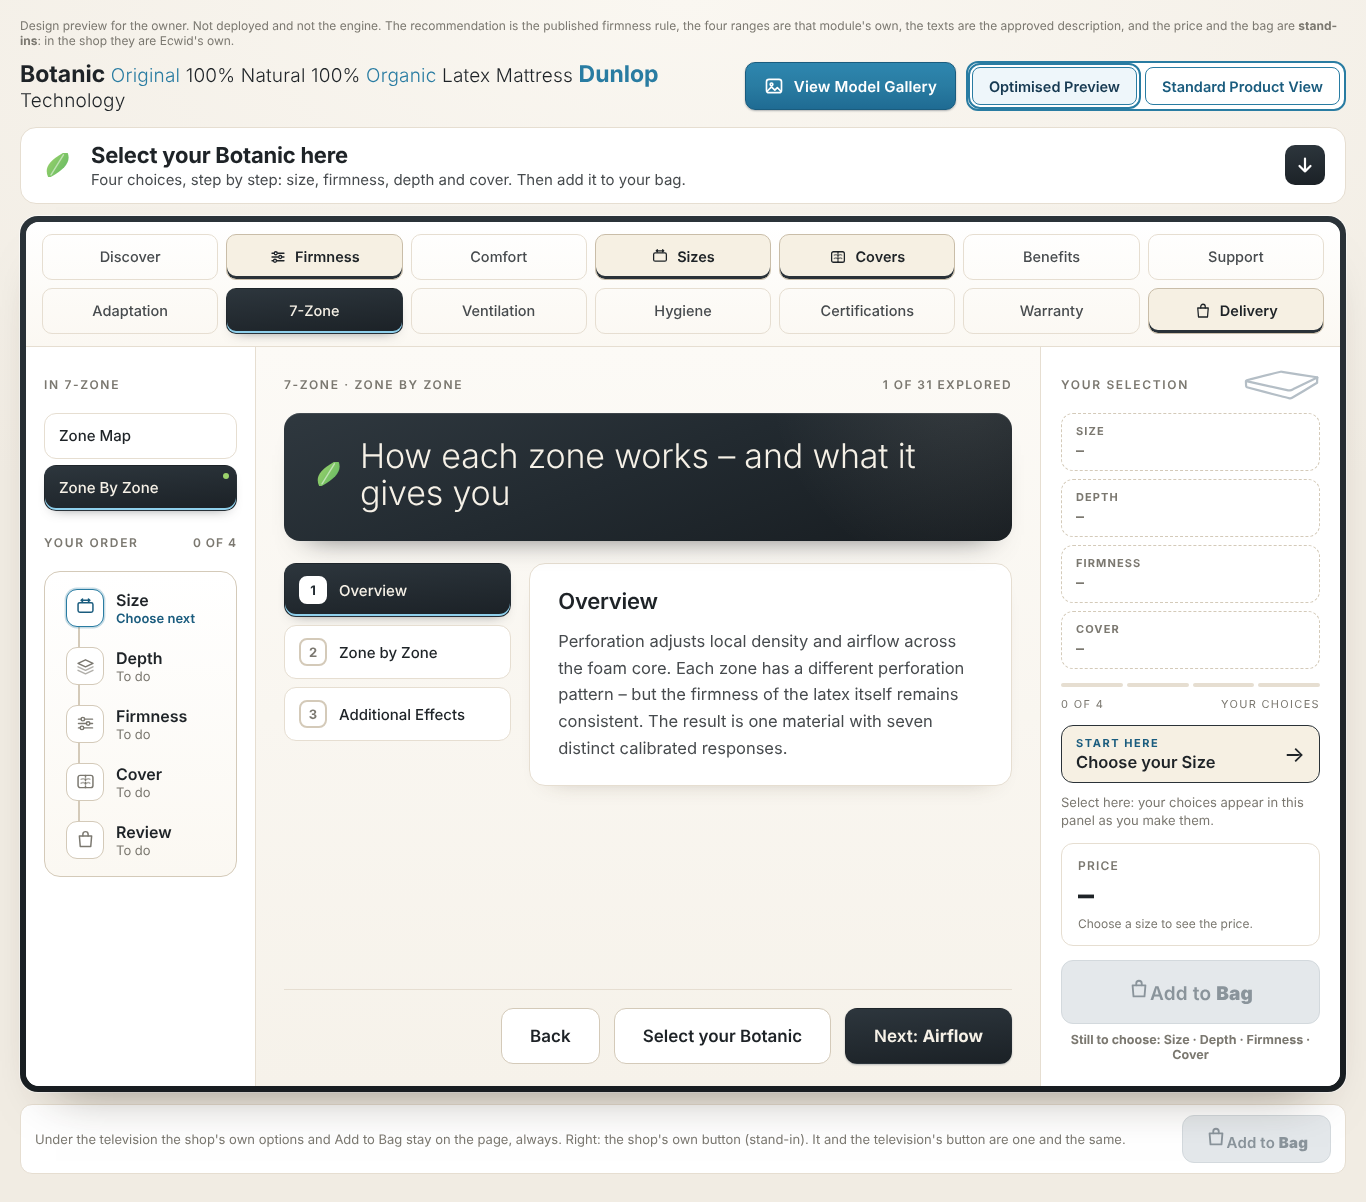 Design preview for the owner. Not deployed and not the engine. The recommendation is the published firmness rule, the four ranges are that module's own, the texts are the approved description, and the price and the bag are stand-
ins: in the shop they are Ecwid's own.
Botanic Original 100% Natural 100% Organic Latex Mattress Dunlop
Technology
View Model Gallery
Optimised Preview
Standard Product View
Select your Botanic here
Four choices, step by step: size, firmness, depth and cover. Then add it to your bag.
Discover
Firmness
Comfort
Sizes
Covers
Benefits
Support
Adaptation
7-Zone
Ventilation
Hygiene
Certifications
Warranty
Delivery
IN 7-ZONE
Zone Map
Zone By Zone
YOUR ORDER
0 OF 4
Size
Choose next
Depth
To do
Firmness
To do
Cover
To do
Review
To do
7-ZONE · ZONE BY ZONE
1 OF 31 EXPLORED
How each zone works – and what it
gives you
1 Overview
2 Zone by Zone
3 Additional Effects
Overview
Perforation adjusts local density and airflow across
the foam core. Each zone has a different perforation
pattern – but the firmness of the latex itself remains
consistent. The result is one material with seven
distinct calibrated responses.
Back
Select your Botanic
Next: Airflow
YOUR SELECTION
SIZE
–
DEPTH
–
FIRMNESS
–
COVER
–
0 OF 4
YOUR CHOICES
START HERE
Choose your Size
Select here: your choices appear in this
panel as you make them.
PRICE
–
Choose a size to see the price.
Add to Bag
Still to choose: Size · Depth · Firmness ·
Cover
Under the television the shop's own options and Add to Bag stay on the page, always. Right: the shop's own button (stand-in). It and the television's button are one and the same.
Add to Bag